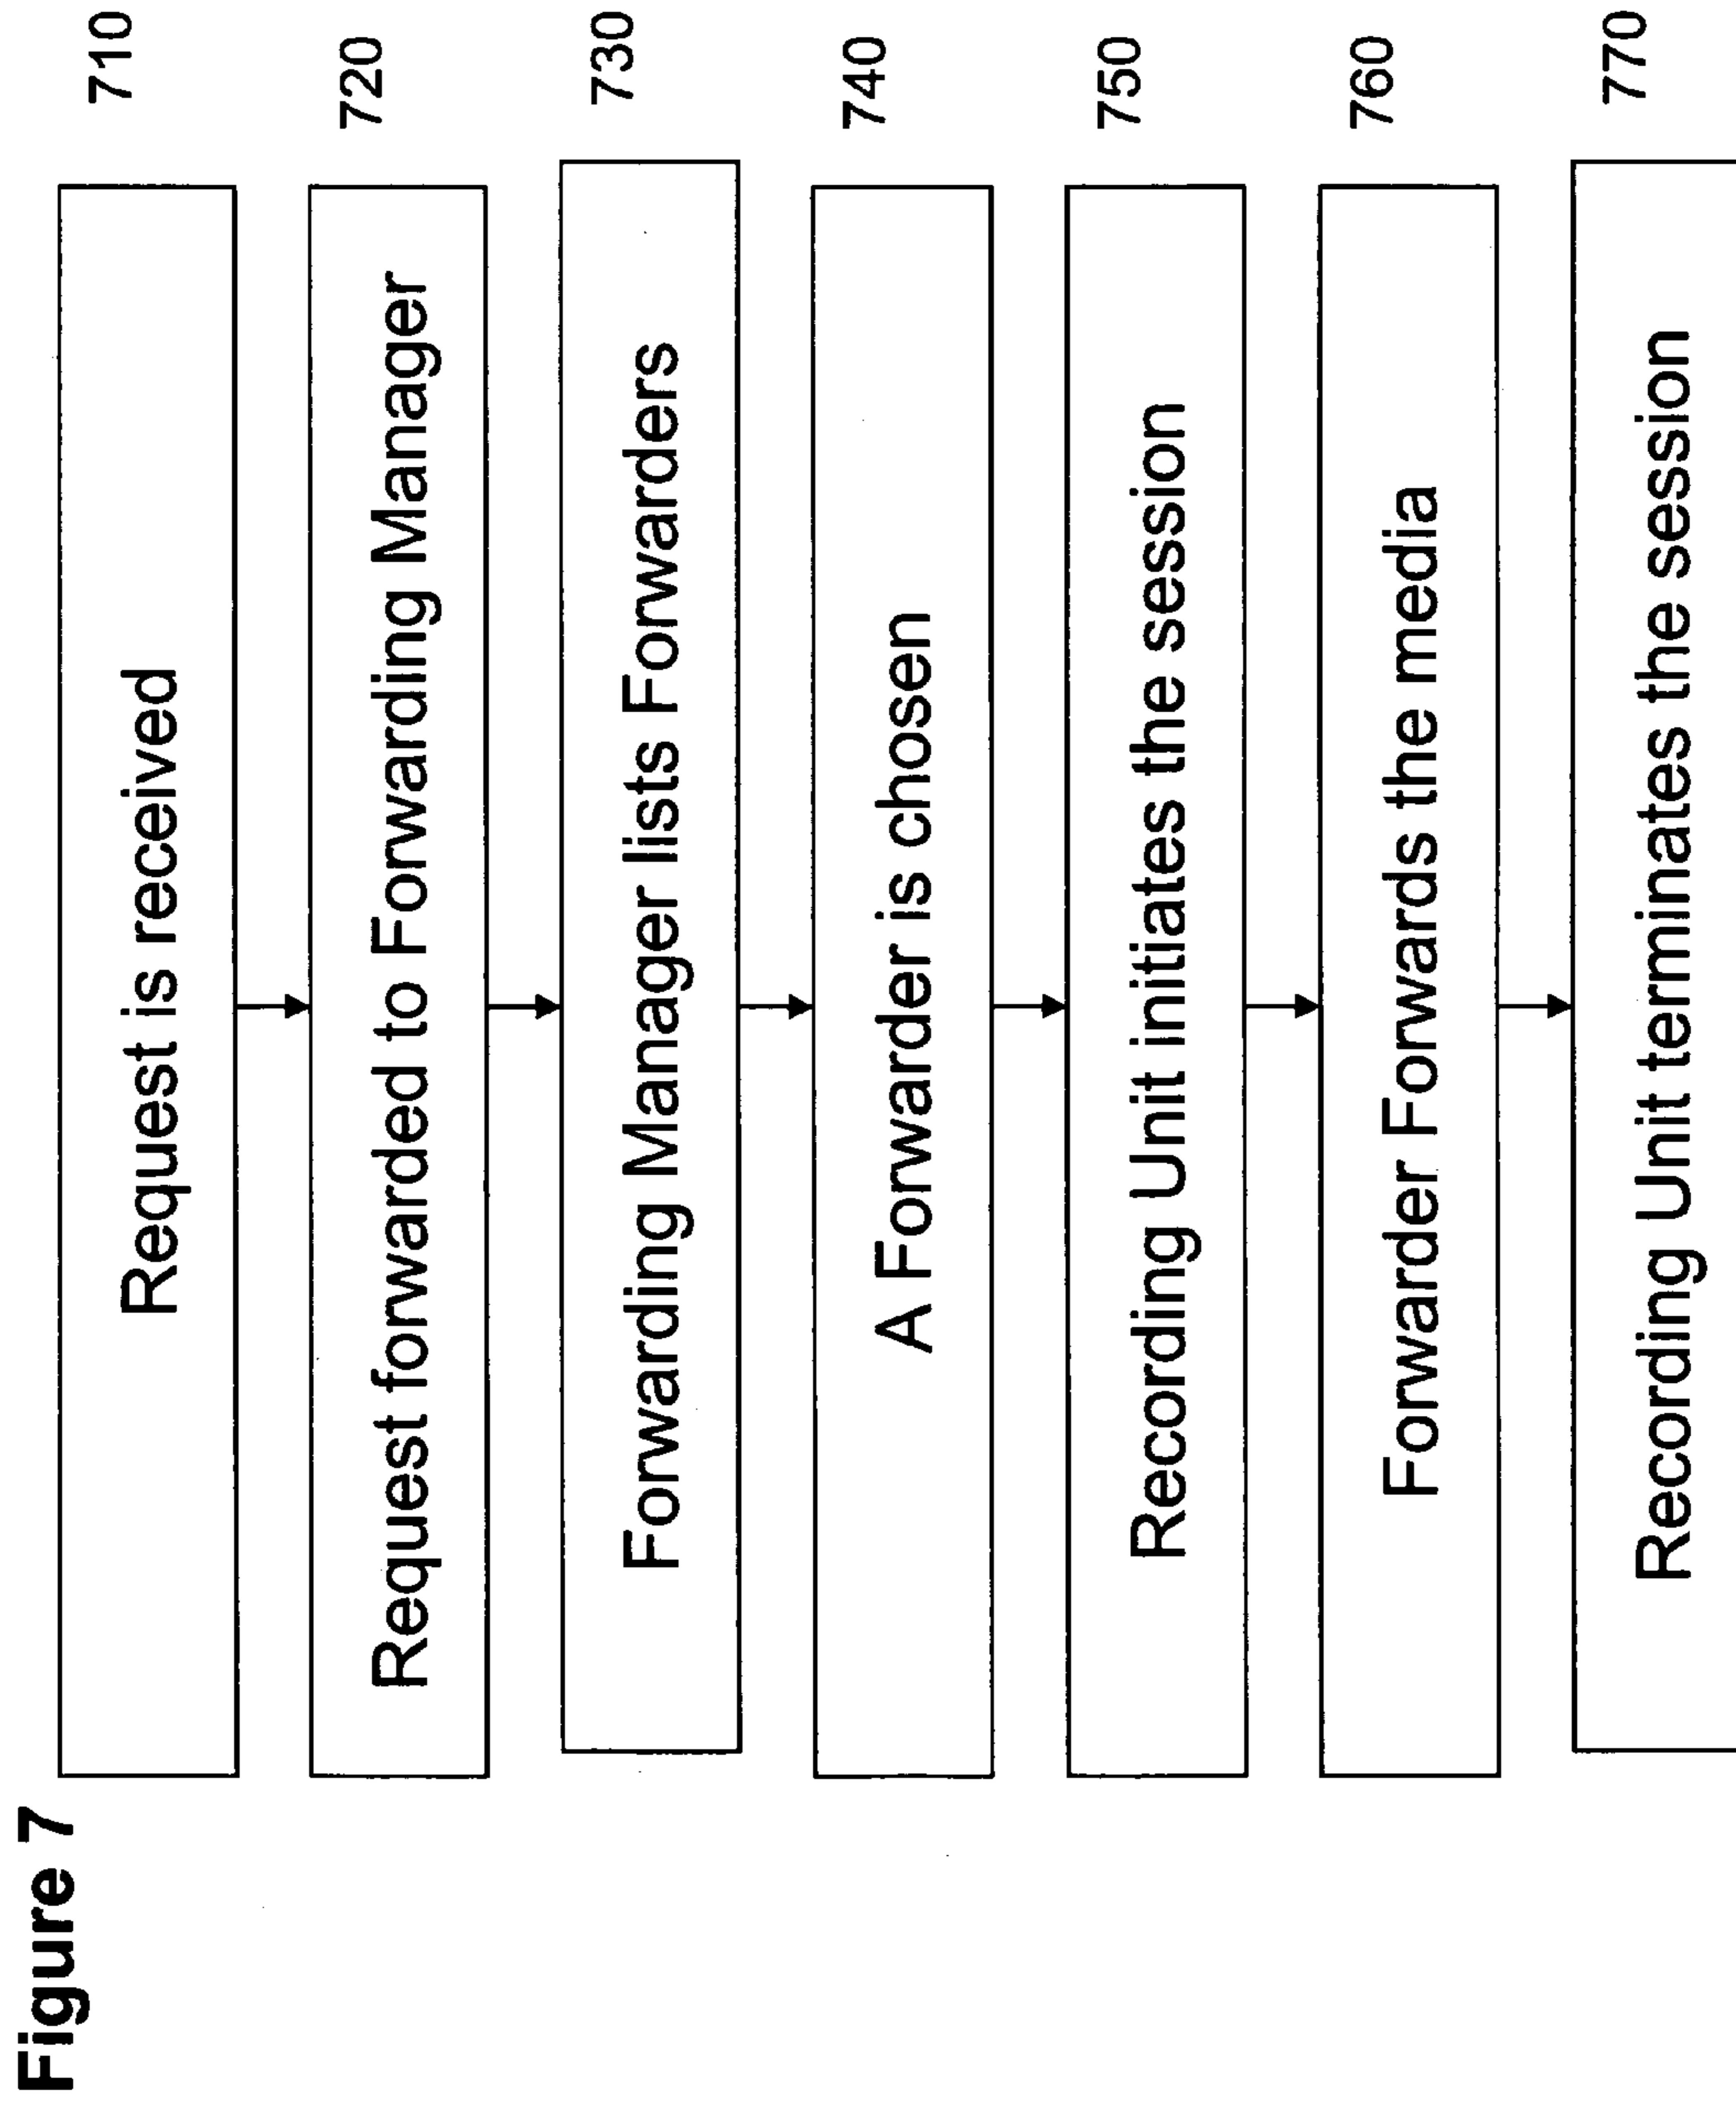 Figure 7
Request is received
710
Request forwarded to Forwarding Manager
720
Forwarding Manager lists Forwarders
730
A Forwarder is chosen
740
Recording Unit initiates the session
750
Forwarder Forwards the media
760
Recording Unit terminates the session
770